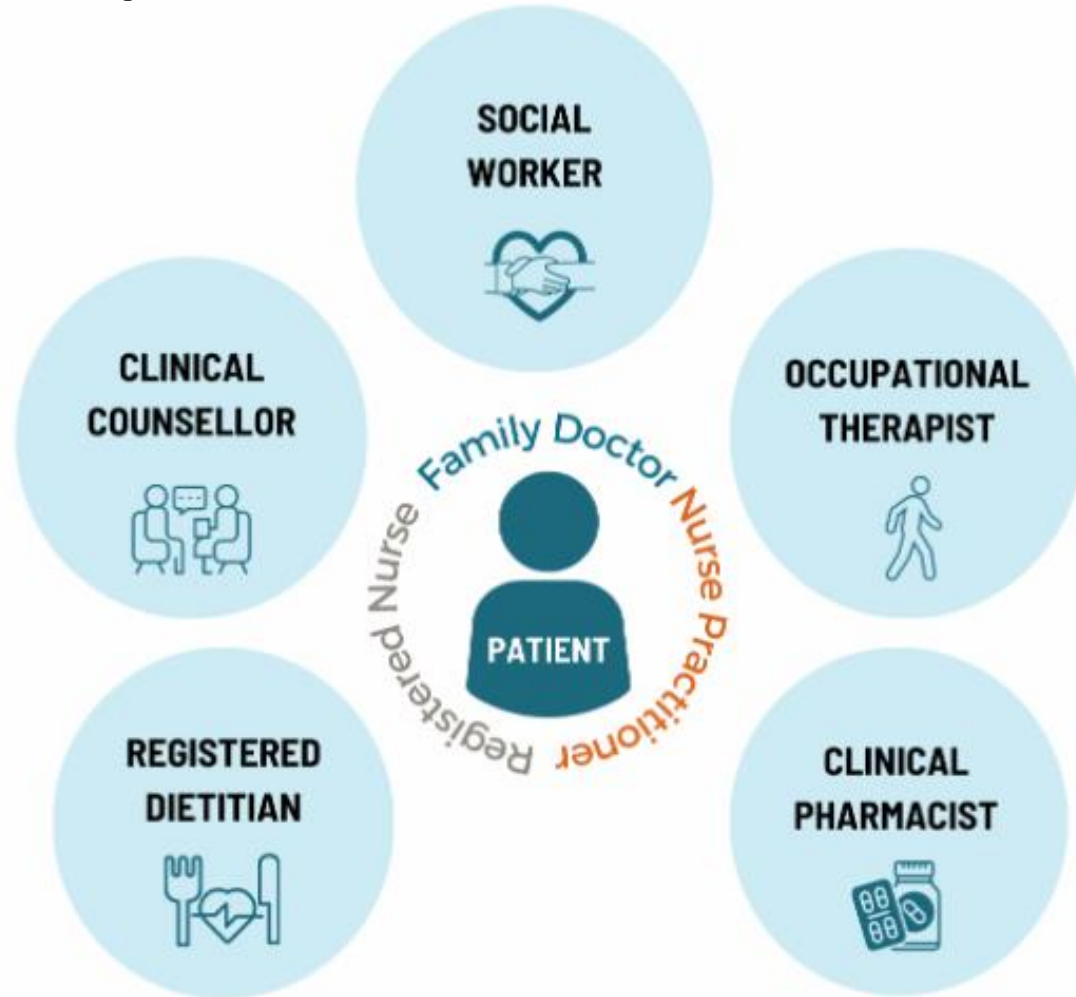 SOCIAL
WORKER
CLINICAL
COUNSELLOR
OCCUPATIONAL
THERAPIST
Family Doctor
Nurse Practitioner
Registered Nurse
PATIENT
REGISTERED
DIETITIAN
CLINICAL
PHARMACIST